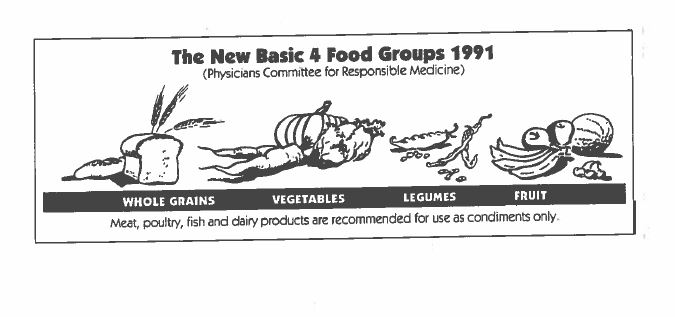 The New Basic 4 Food Groups 1991
(Physicians Committee for Responsible Medicine)
WHOLE GRAINS VEGETABLES LEGUMES FRUIT
Meat, poultry, fish and dairy products are recommended for use as condiments only.